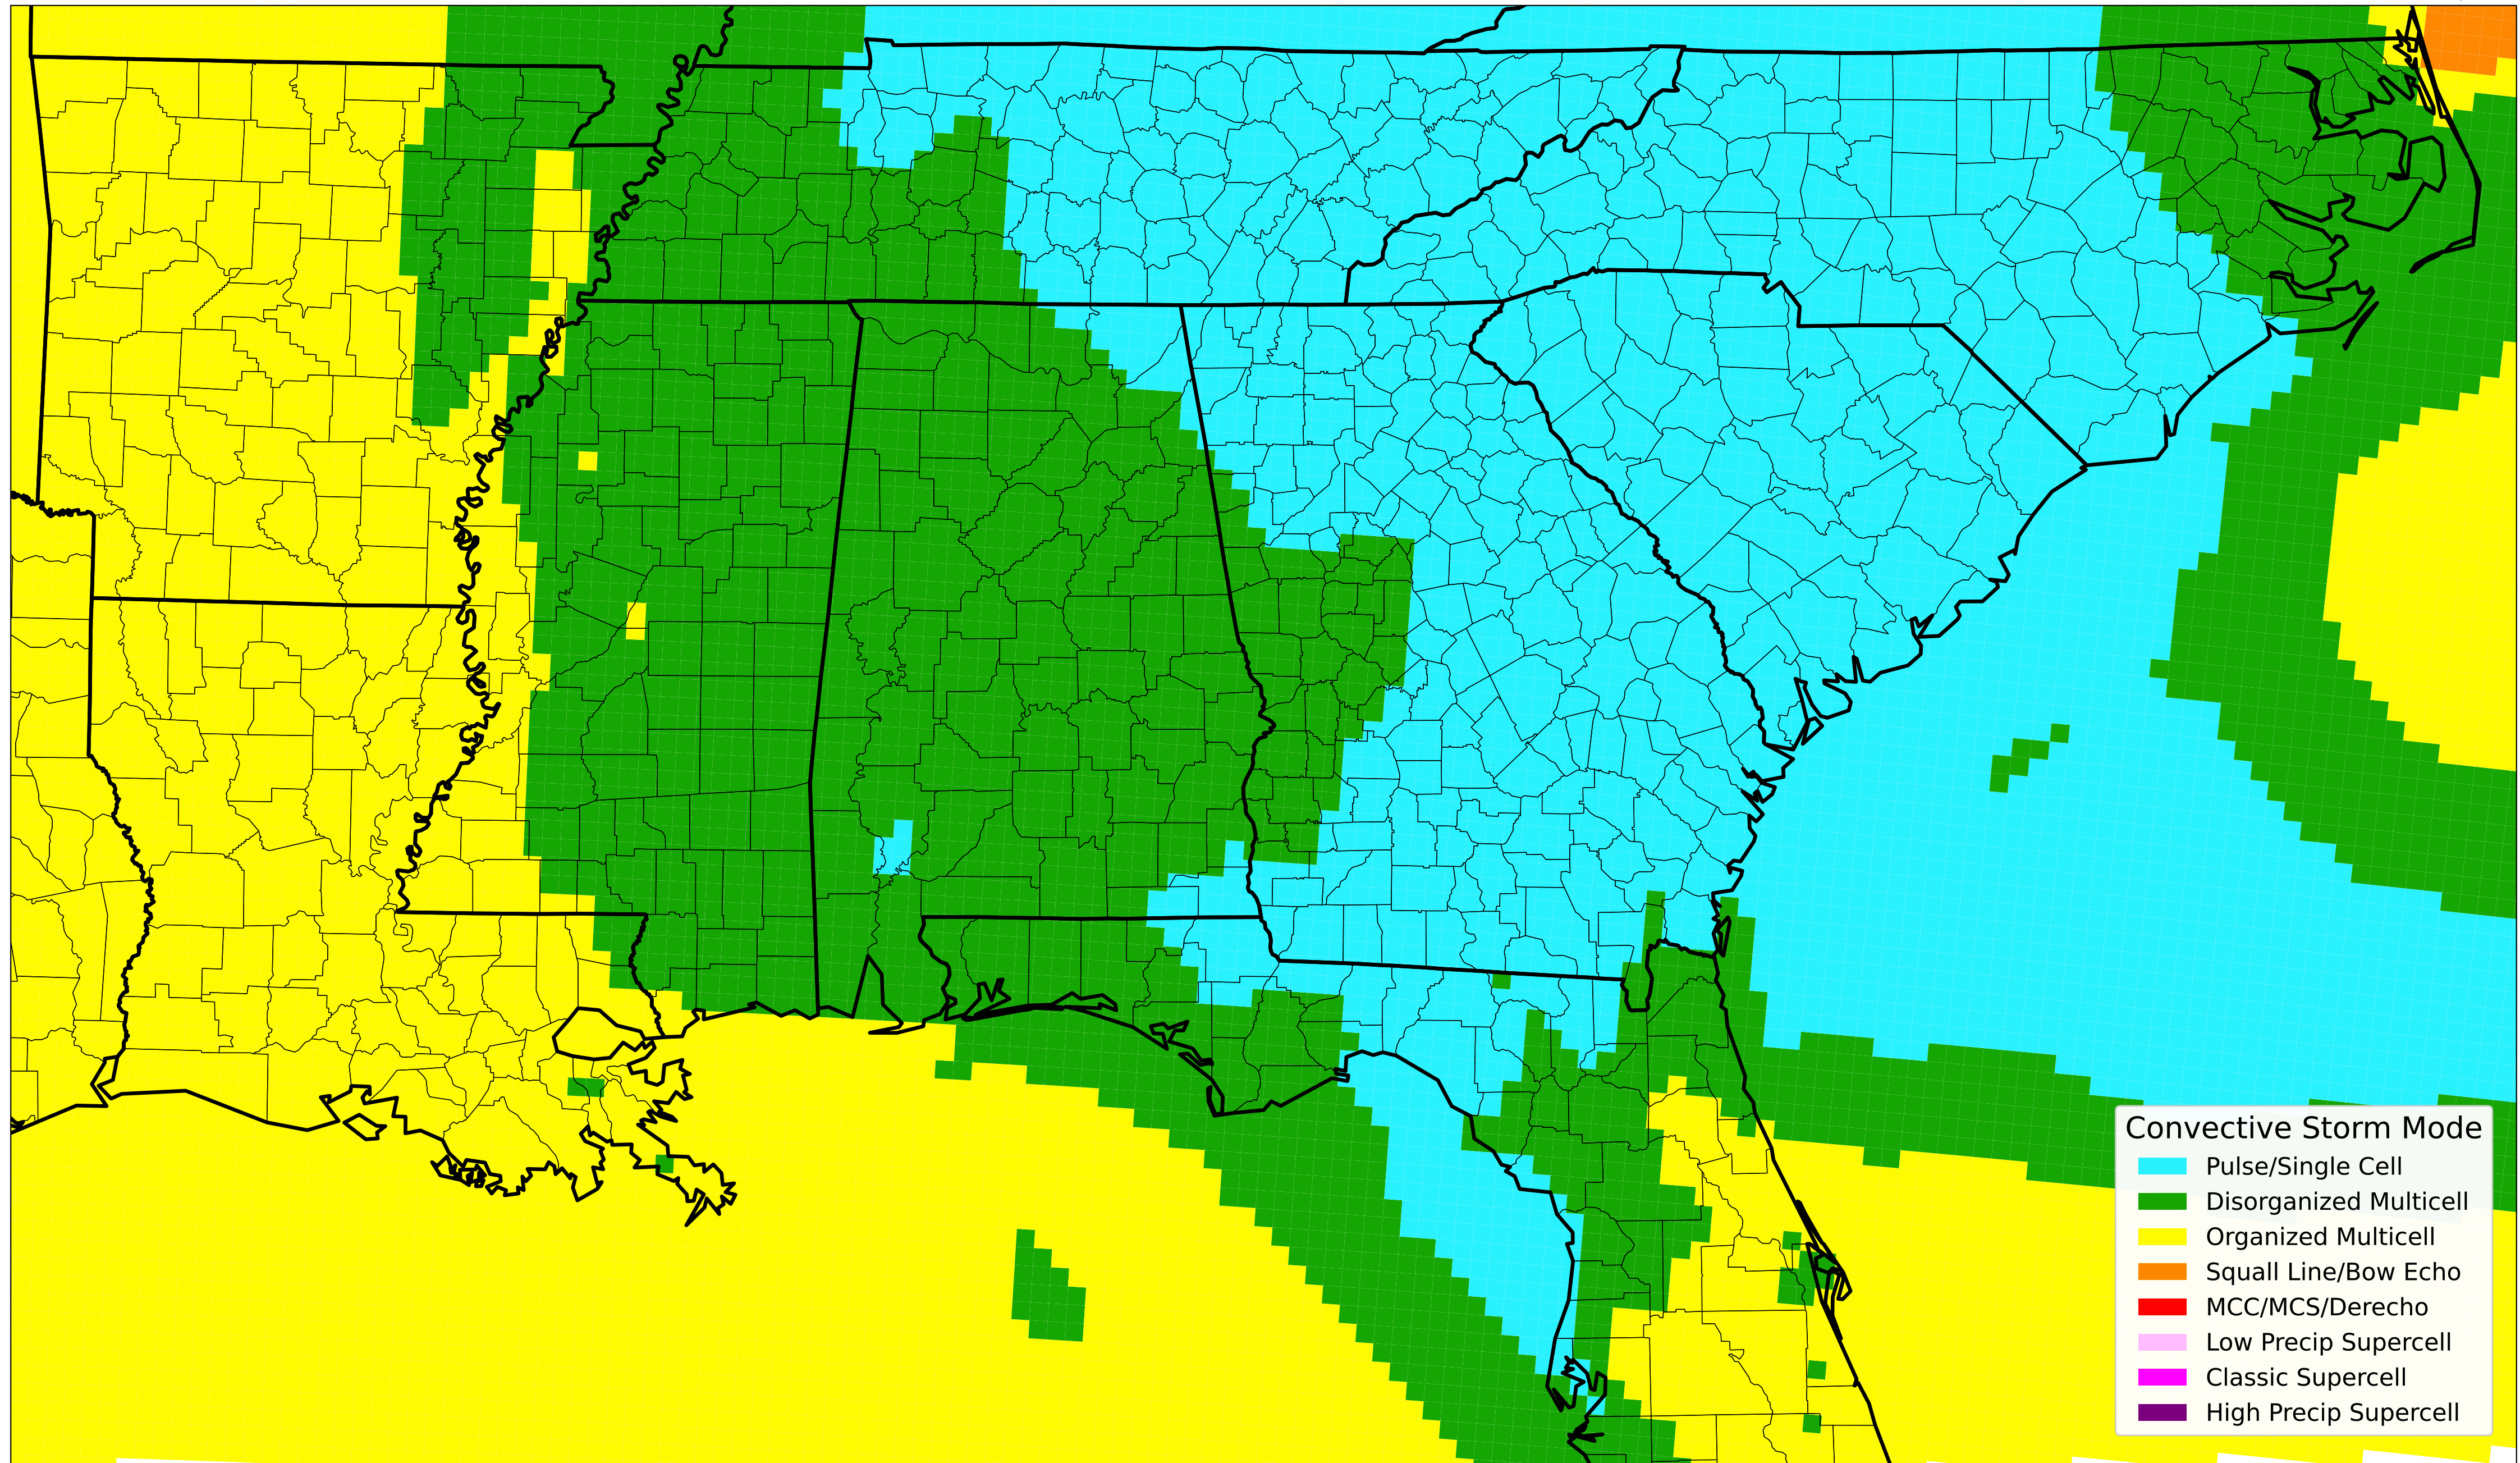 Convective Storm Mode
Pulse/Single Cell
Disorganized Multicell
Organized Multicell
Squall Line/Bow Echo
MCC/MCS/Derecho
Low Precip Supercell
Classic Supercell
High Precip Supercell